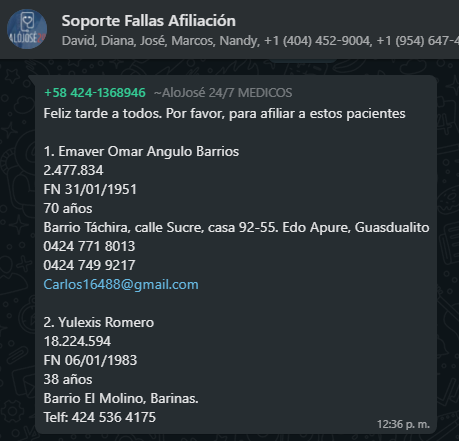 ALOJOSÉ
Soporte Fallas Afiliación
David, Diana, José, Marcos, Nandy, +1 (404) 452-9004, +1 (954) 647-4
+58 424-1368946 ~AloJosé 24/7 MEDICOS
Feliz tarde a todos. Por favor, para afiliar a estos pacientes
1. Emaver Omar Angulo Barrios
2.477.834
FN 31/01/1951
70 años
Barrio Táchira, calle Sucre, casa 92-55. Edo Apure, Guasdualito
0424 771 8013
0424 749 9217
Carlos16488@gmail.com
2. Yulexis Romero
18.224.594
FN 06/01/1983
38 años
Barrio El Molino, Barinas.
Telf: 424 536 4175
12:36 p. m.